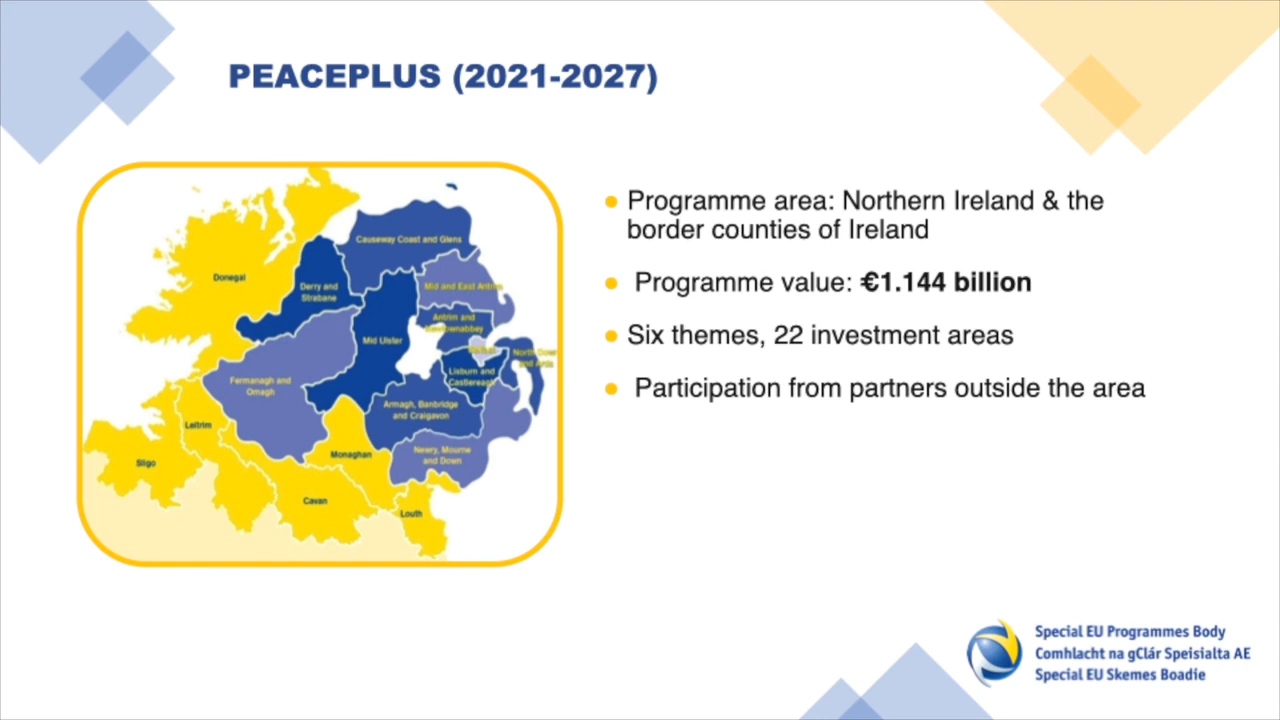 PEACEPLUS (2021-2027)
Donegal
Causeway Coast and Glens
Derry and
Strabane
Mid and East Antrim
Antrim and
Newtownabbey
Mid Ulster
North Down
and Ards
Lisburn and
Castlereagh
Fermanagh and
Omagh
Armagh, Banbridge
and Craigavon
Leitrim
Newry, Mourne
and Down
Monaghan
Sligo
Cavan
Louth
Programme area: Northern Ireland & the
border counties of Ireland
Programme value: €1.144 billion
Six themes, 22 investment areas
Participation from partners outside the area
Special EU Programmes Body
Comhlacht na gClár Speisialta AE
Special EU Skemes Boadie